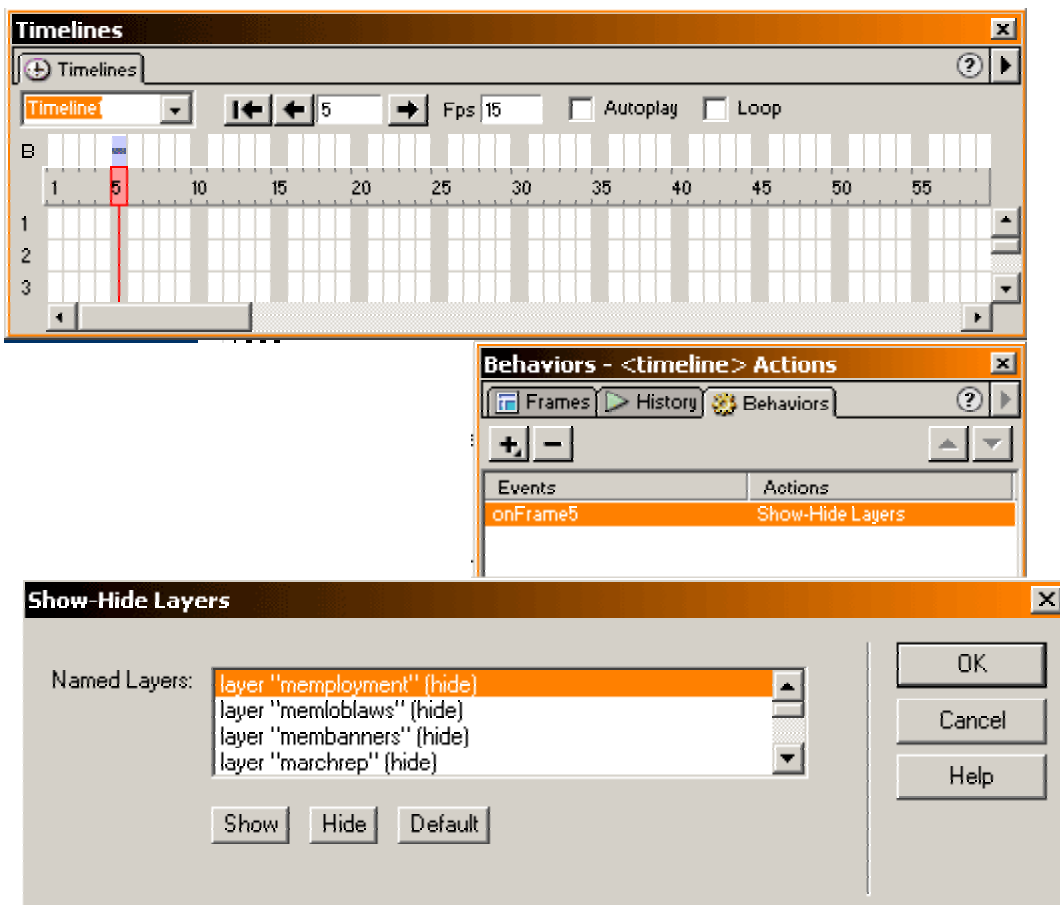 Timelines
Timelines
Timeline1 5 Fps 15 Autoplay Loop
B
1 5 10 15 20 25 30 35 40 45 50 55
1
2
3
Behaviors - <timeline> Actions
Frames History Behaviors
Events Actions
onFrame5 Show-Hide Layers
Show-Hide Layers
Named Layers:
layer "memployment" (hide)
layer "memloblaws" (hide)
layer "membanners" (hide)
layer "marchrep" (hide)
Show Hide Default
OK
Cancel
Help